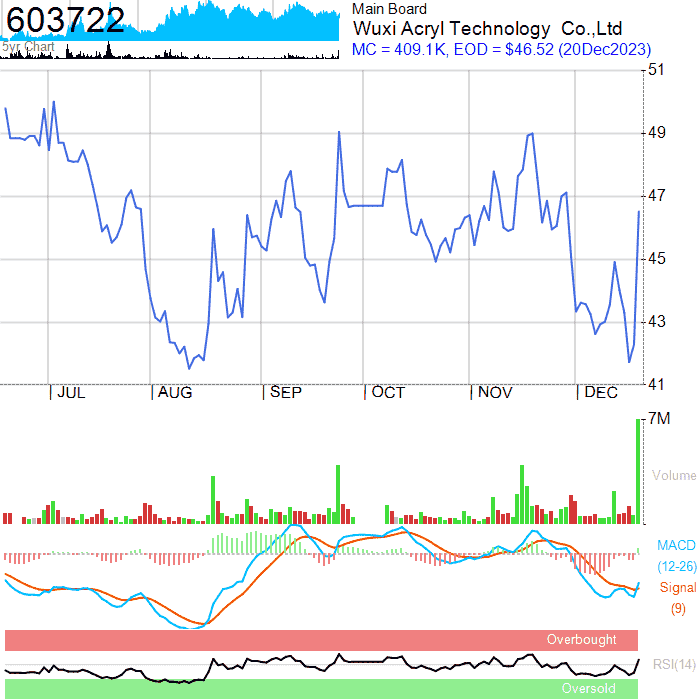 603722
5yr Chart
Main Board
Wuxi Acryl Technology Co.,Ltd
MC = 409.1K, EOD = $46.52 (20Dec2023)
51
49
47
45
43
41
JUL
AUG
SEP
OCT
NOV
DEC
7M
Volume
MACD
(12-26)
Signal
(9)
Overbought
RSI(14)
Oversold